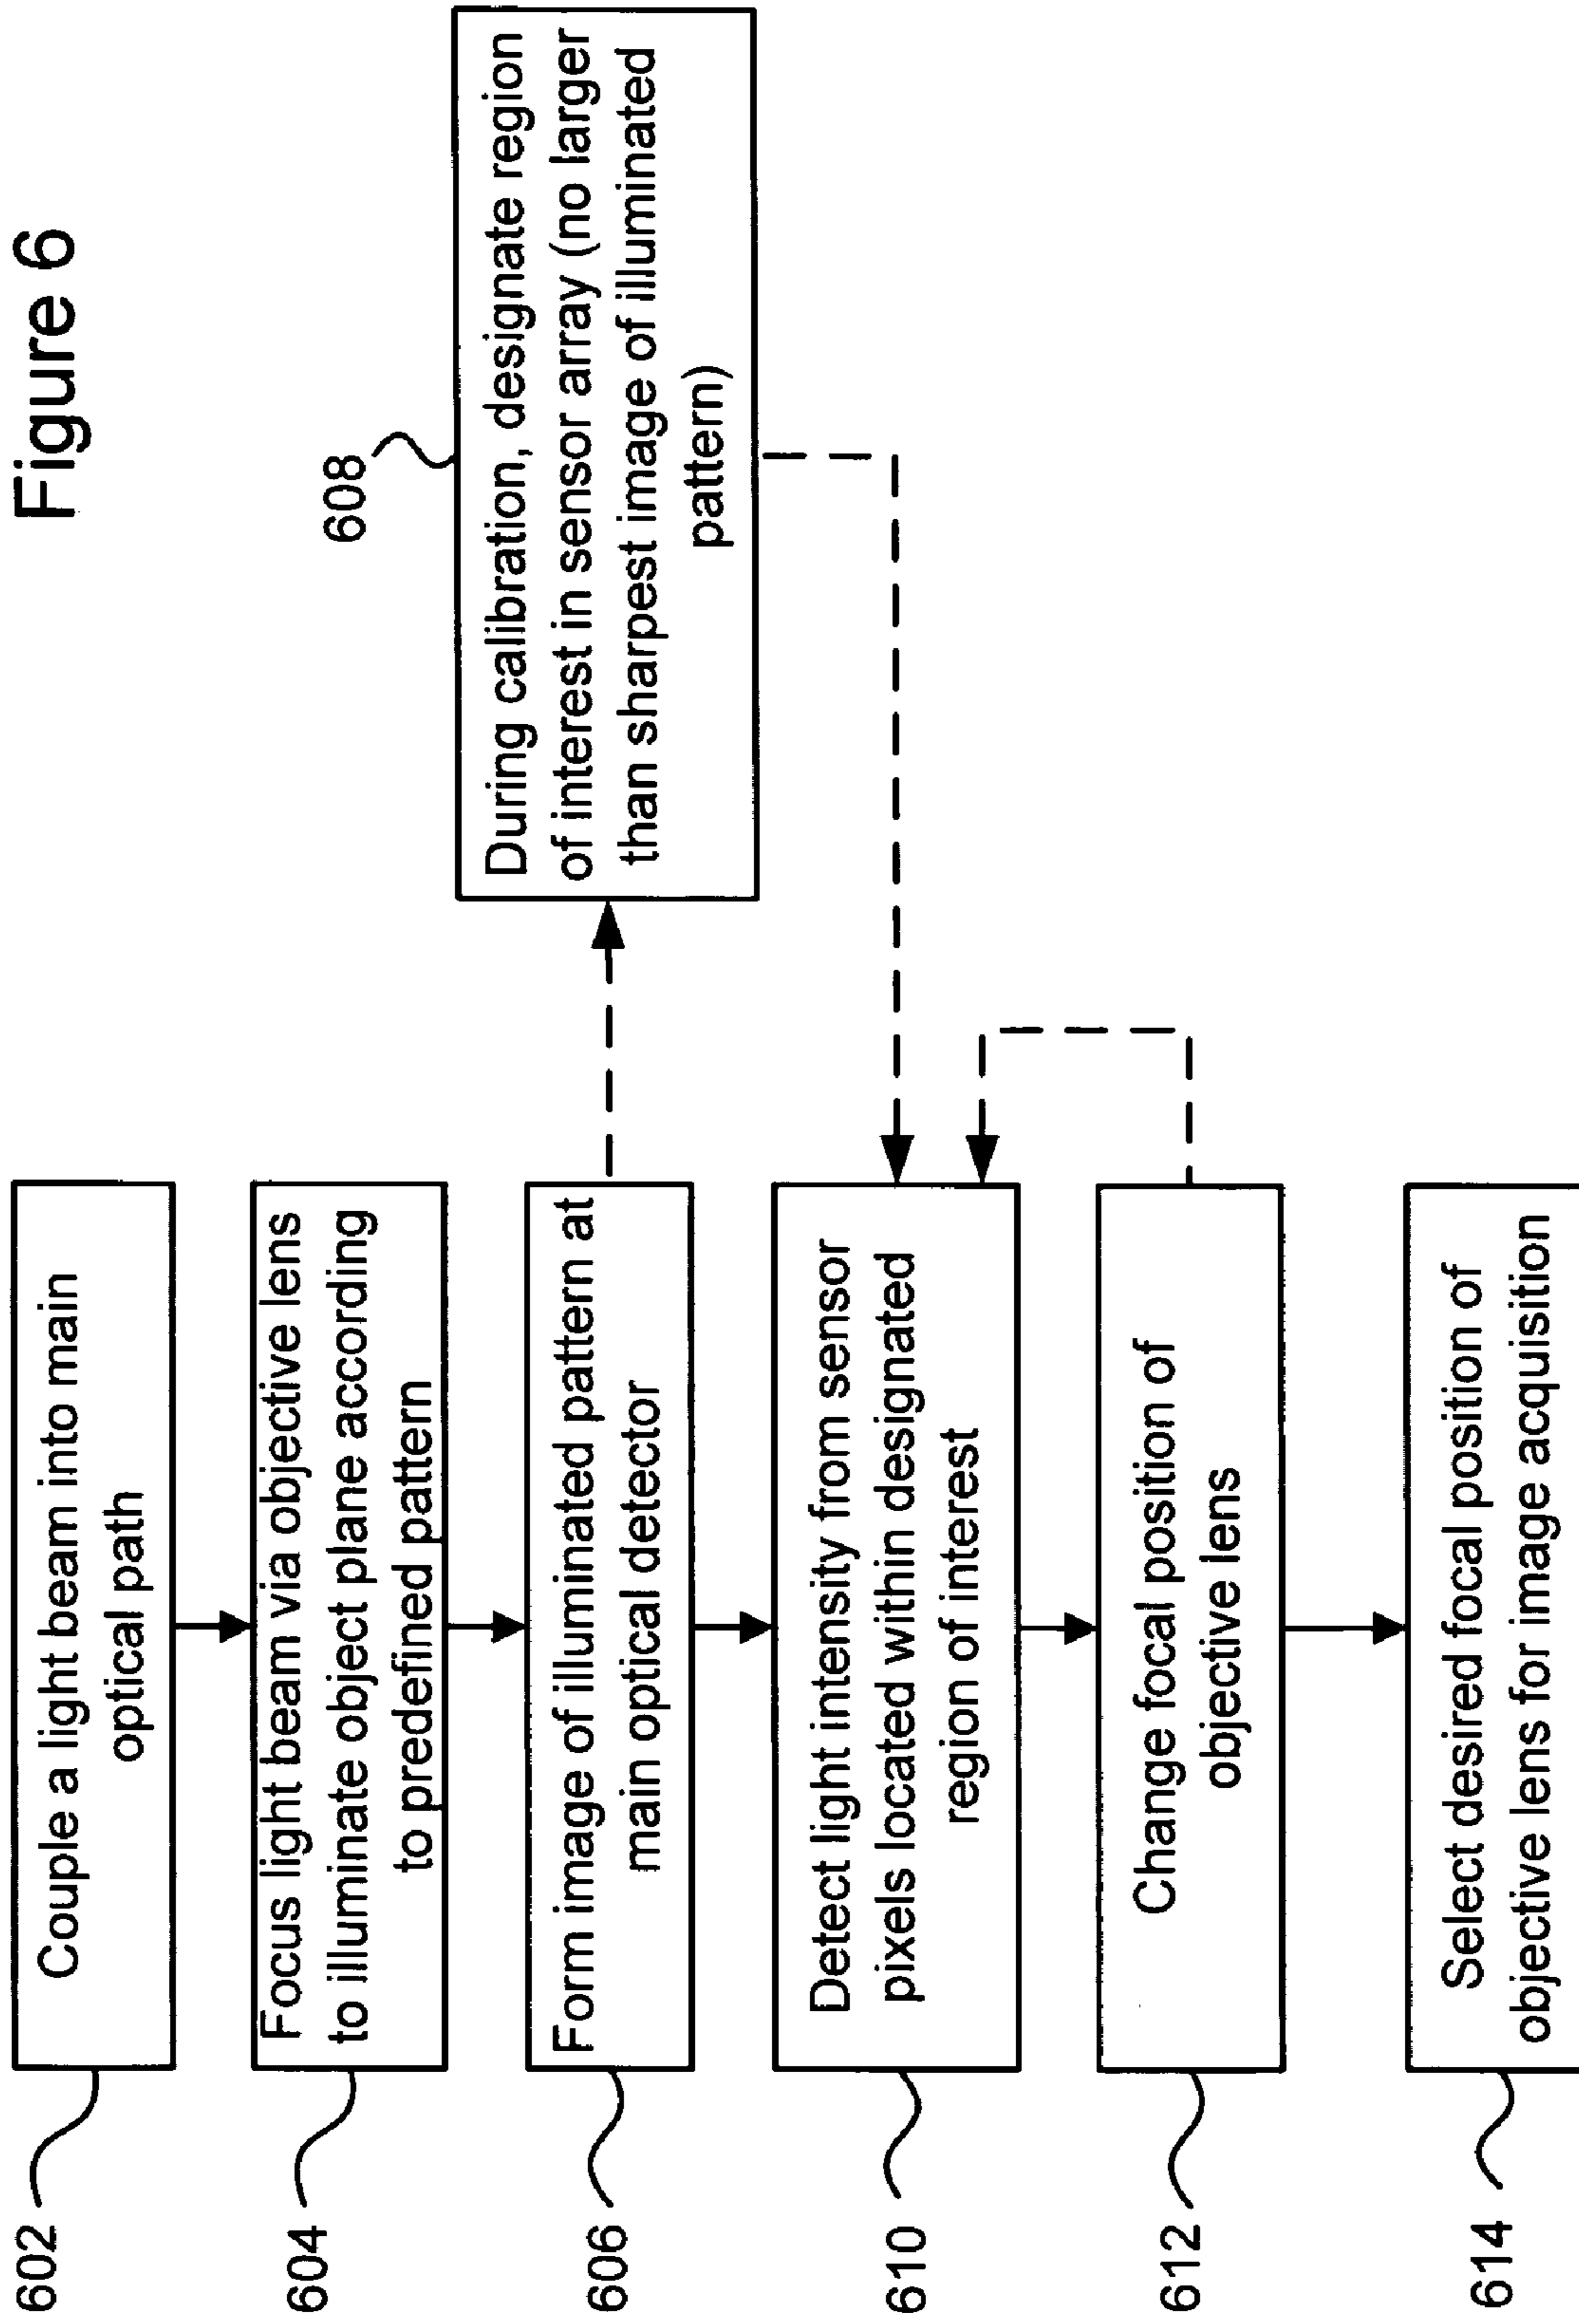 Figure 6
602
Couple a light beam into main
optical path
604
Focus light beam via objective lens
to illuminate object plane according
to predefined pattern
606
Form image of illuminated pattern at
main optical detector
608
During calibration, designate region
of interest in sensor array (no larger
than sharpest image of illuminated
pattern)
610
Detect light intensity from sensor
pixels located within designated
region of interest
612
Change focal position of
objective lens
614
Select desired focal position of
objective lens for image acquisition